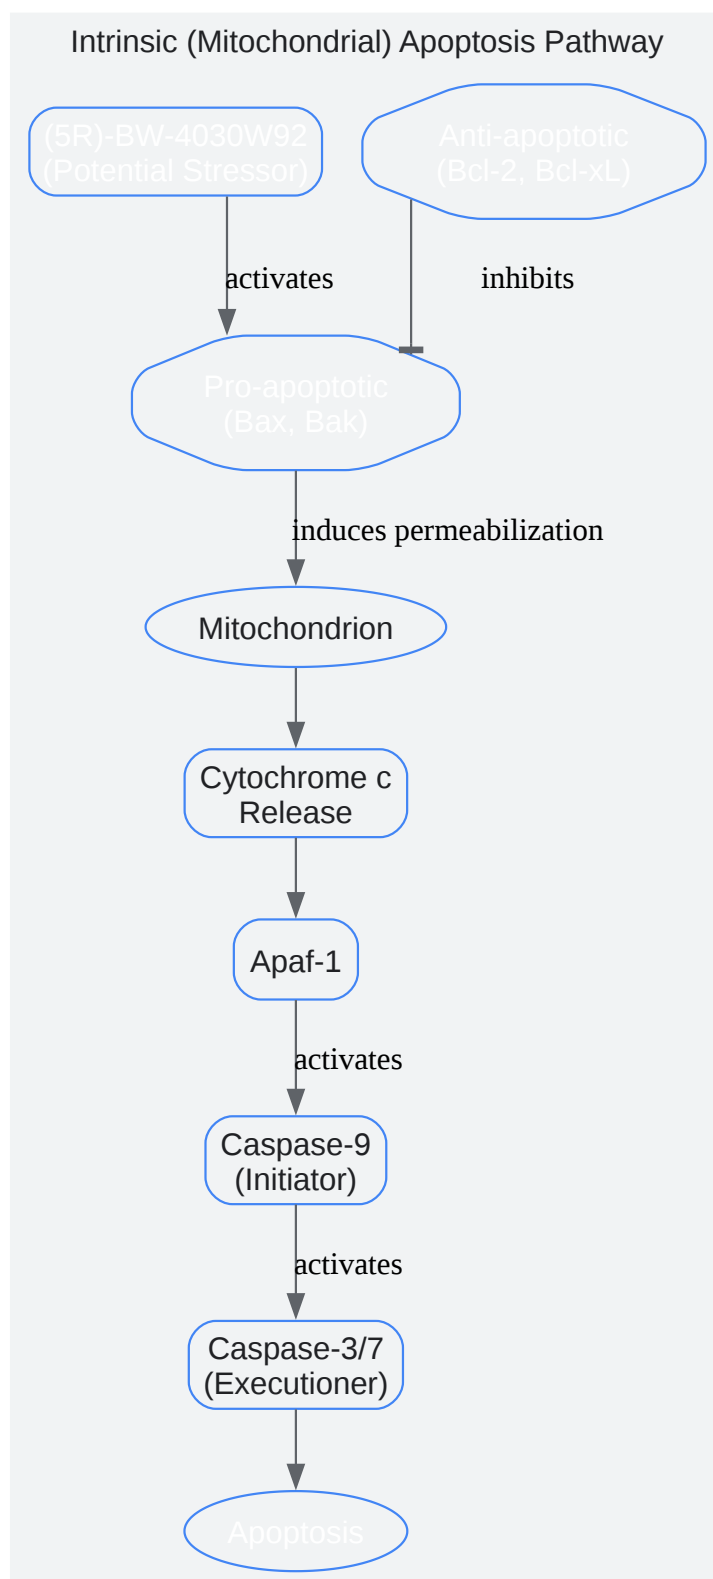 Intrinsic (Mitochondrial) Apoptosis Pathway
(5R)-BW-4030W92
(Potential Stressor)
Anti-apoptotic
(Bcl-2, Bcl-xL)
activates
inhibits
Pro-apoptotic
(Bax, Bak)
induces permeabilization
Mitochondrion
Cytochrome c
Release
Apaf-1
activates
Caspase-9
(Initiator)
activates
Caspase-3/7
(Executioner)
Apoptosis